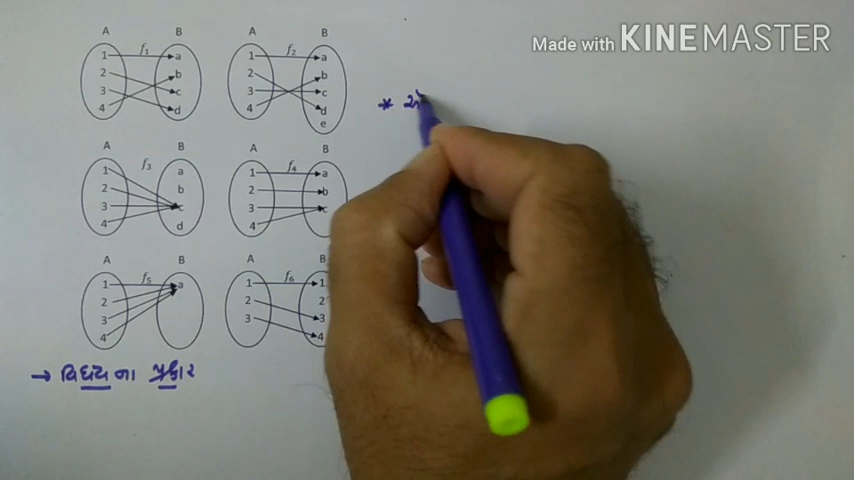 Made with KINEMASTER
A B A B
1 f₁ a 1 f₂ a
2 b 2 b
3 c 3 c
4 d 4 d
e
A f₃ B A f₄ B
1 a 1 a
2 b 2 b
3 c 3 c
4 d 4
A B A B
1 f₅ a 1 f₆ 1
2 2 2
3 3 3
4 4
→ વિધેય ના પ્રકાર